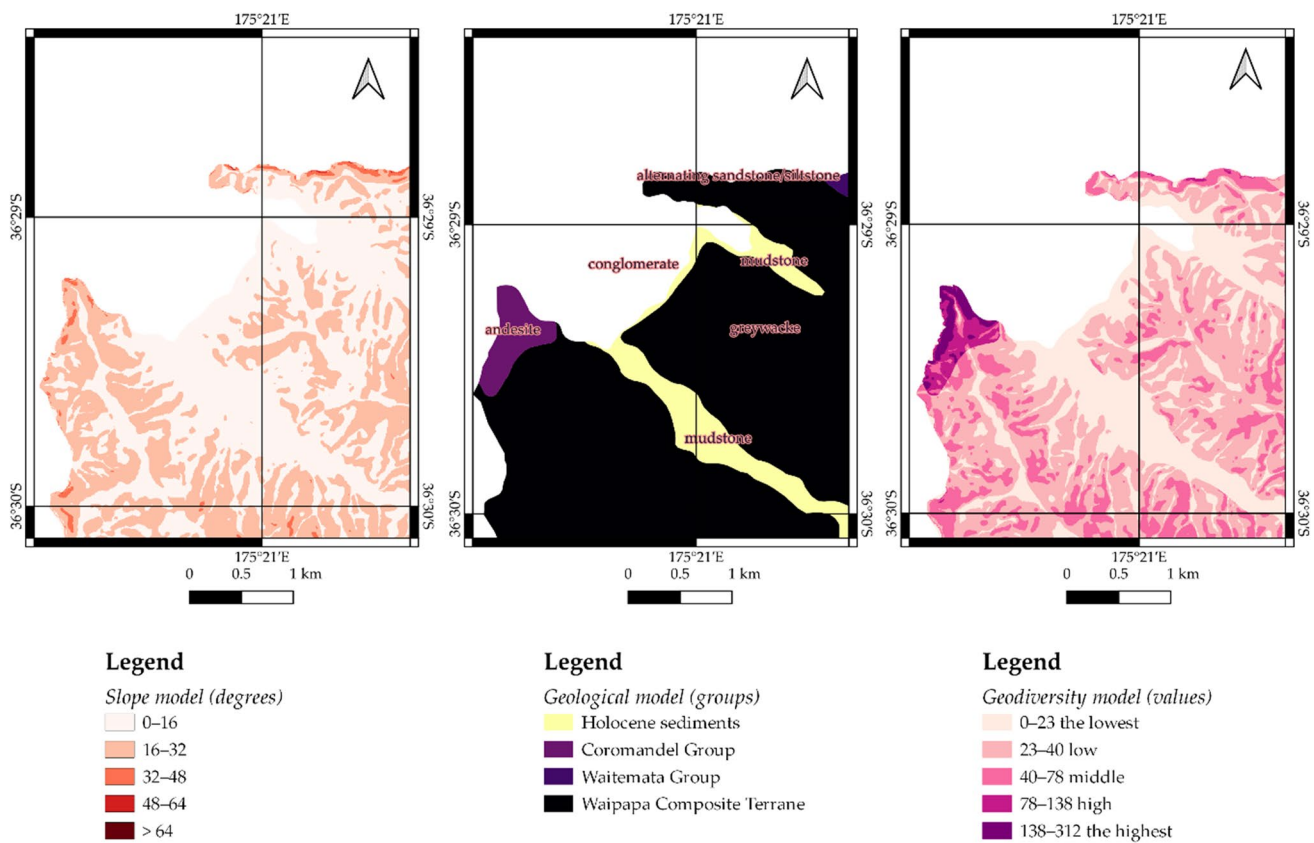 175°21'E
175°21'E
175°21'E
36°29'S
36°29'S
36°29'S
36°29'S
36°29'S
36°29'S
alternating sandstone/siltstone
conglomerate
mudstone
andesite
greywacke
mudstone
36°30'S
36°30'S
36°30'S
36°30'S
36°30'S
36°30'S
175°21'E
175°21'E
175°21'E
0 0.5 1 km
0 0.5 1 km
0 0.5 1 km
Legend
Slope model (degrees)
0–16
16–32
32–48
48–64
> 64
Legend
Geological model (groups)
Holocene sediments
Coromandel Group
Waitemata Group
Waipapa Composite Terrane
Legend
Geodiversity model (values)
0–23 the lowest
23–40 low
40–78 middle
78–138 high
138–312 the highest